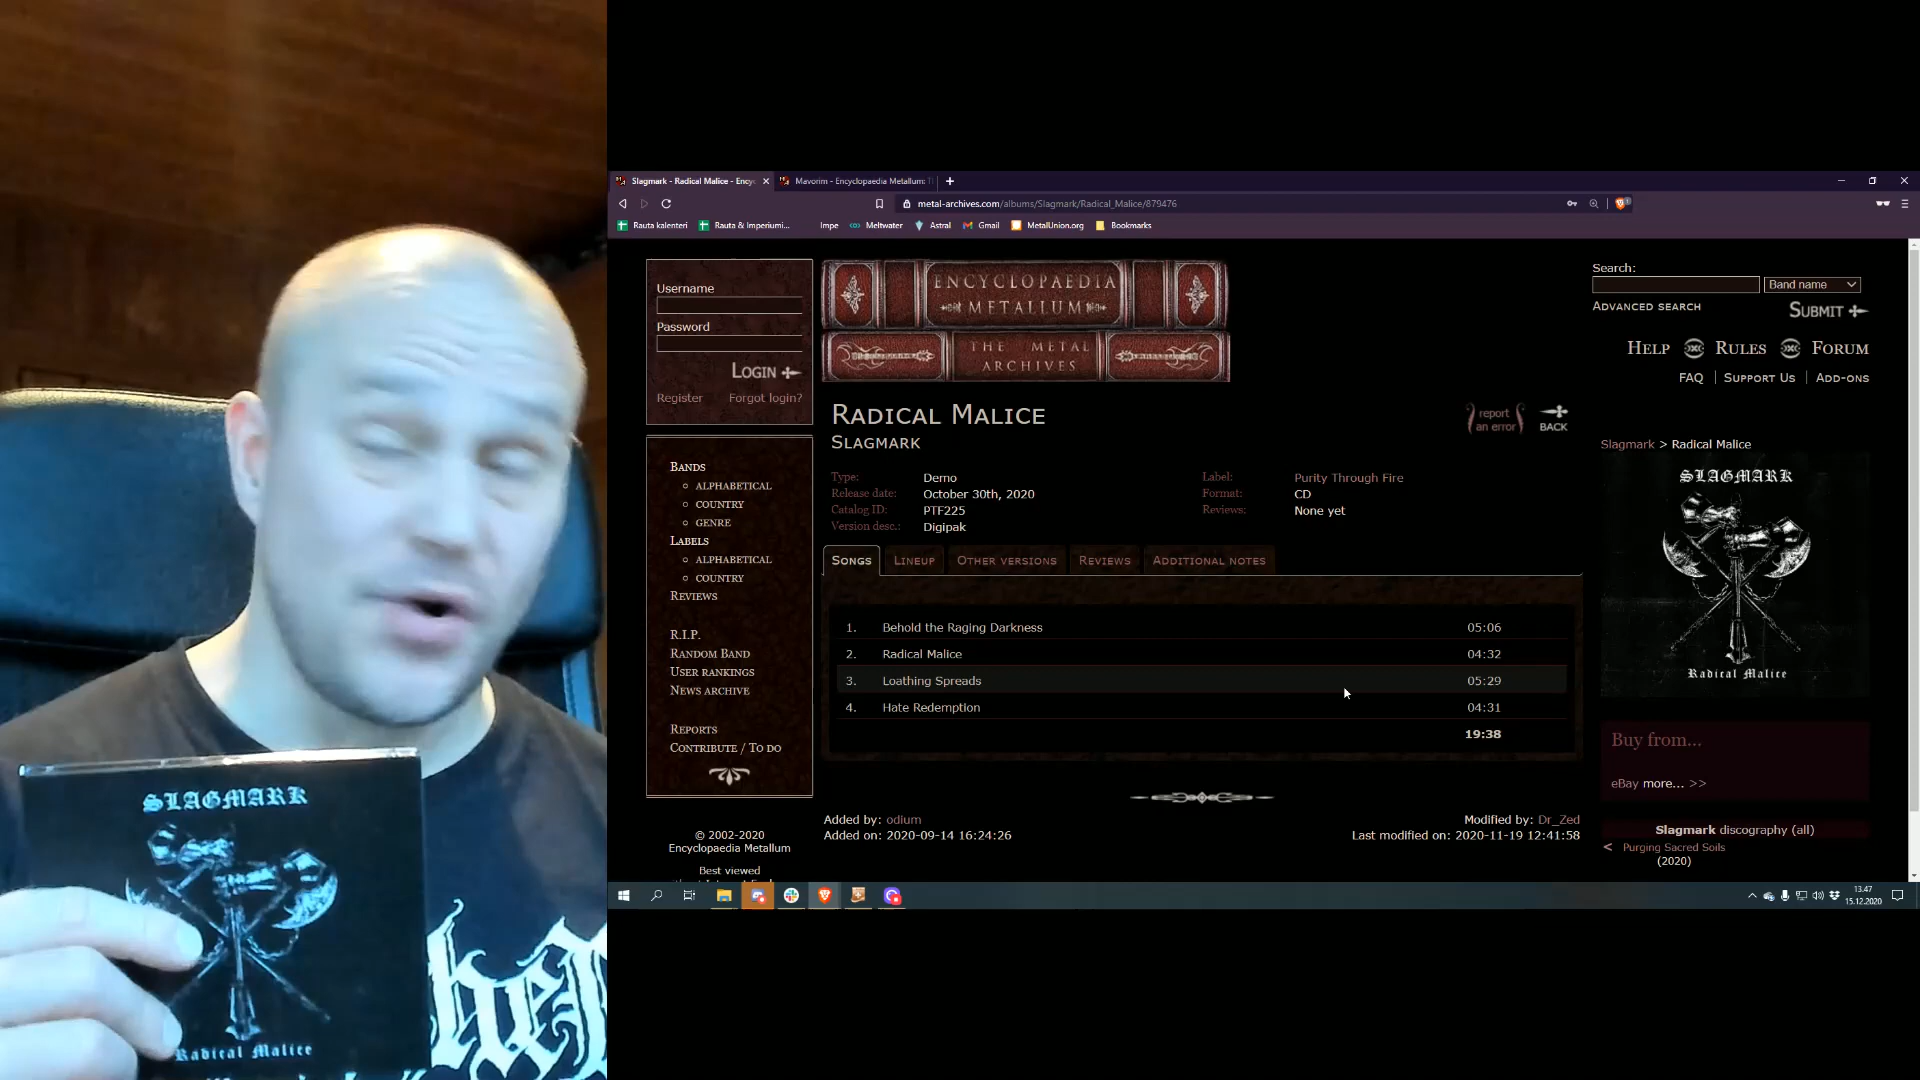 Slagmark - Radical Malice - Ency
Mavorim - Encyclopaedia Metallum: T
metal-archives.com/albums/Slagmark/Radical_Malice/879476
Rauta kalenteri
Rauta & Imperiumi...
Impe
Meltwater
Astral
Gmail
MetalUnion.org
Bookmarks
Username
Password
LOGIN
Register
Forgot login?
ENCYCLOPAEDIA
METALLUM
THE METAL
ARCHIVES
Search:
Band name
ADVANCED SEARCH
SUBMIT
HELP
RULES
FORUM
FAQ
SUPPORT US
ADD-ONS
BANDS
ALPHABETICAL
COUNTRY
GENRE
LABELS
ALPHABETICAL
COUNTRY
REVIEWS
R.I.P.
RANDOM BAND
USER RANKINGS
NEWS ARCHIVE
REPORTS
CONTRIBUTE / TO DO
© 2002-2020
Encyclopaedia Metallum
Best viewed
RADICAL MALICE
SLAGMARK
report
an error
BACK
Type: Demo
Release date: October 30th, 2020
Catalog ID: PTF225
Version desc.: Digipak
Label: Purity Through Fire
Format: CD
Reviews: None yet
SONGS
LINEUP
OTHER VERSIONS
REVIEWS
ADDITIONAL NOTES
1. Behold the Raging Darkness 05:06
2. Radical Malice 04:32
3. Loathing Spreads 05:29
4. Hate Redemption 04:31
19:38
Added by: odium
Added on: 2020-09-14 16:24:26
Modified by: Dr_Zed
Last modified on: 2020-11-19 12:41:58
Slagmark > Radical Malice
SLAGMARK
Radical Malice
Buy from...
eBay more... >>
Slagmark discography (all)
< Purging Sacred Soils
(2020)
13.47
15.12.2020
SLAGMARK
Radical Malice